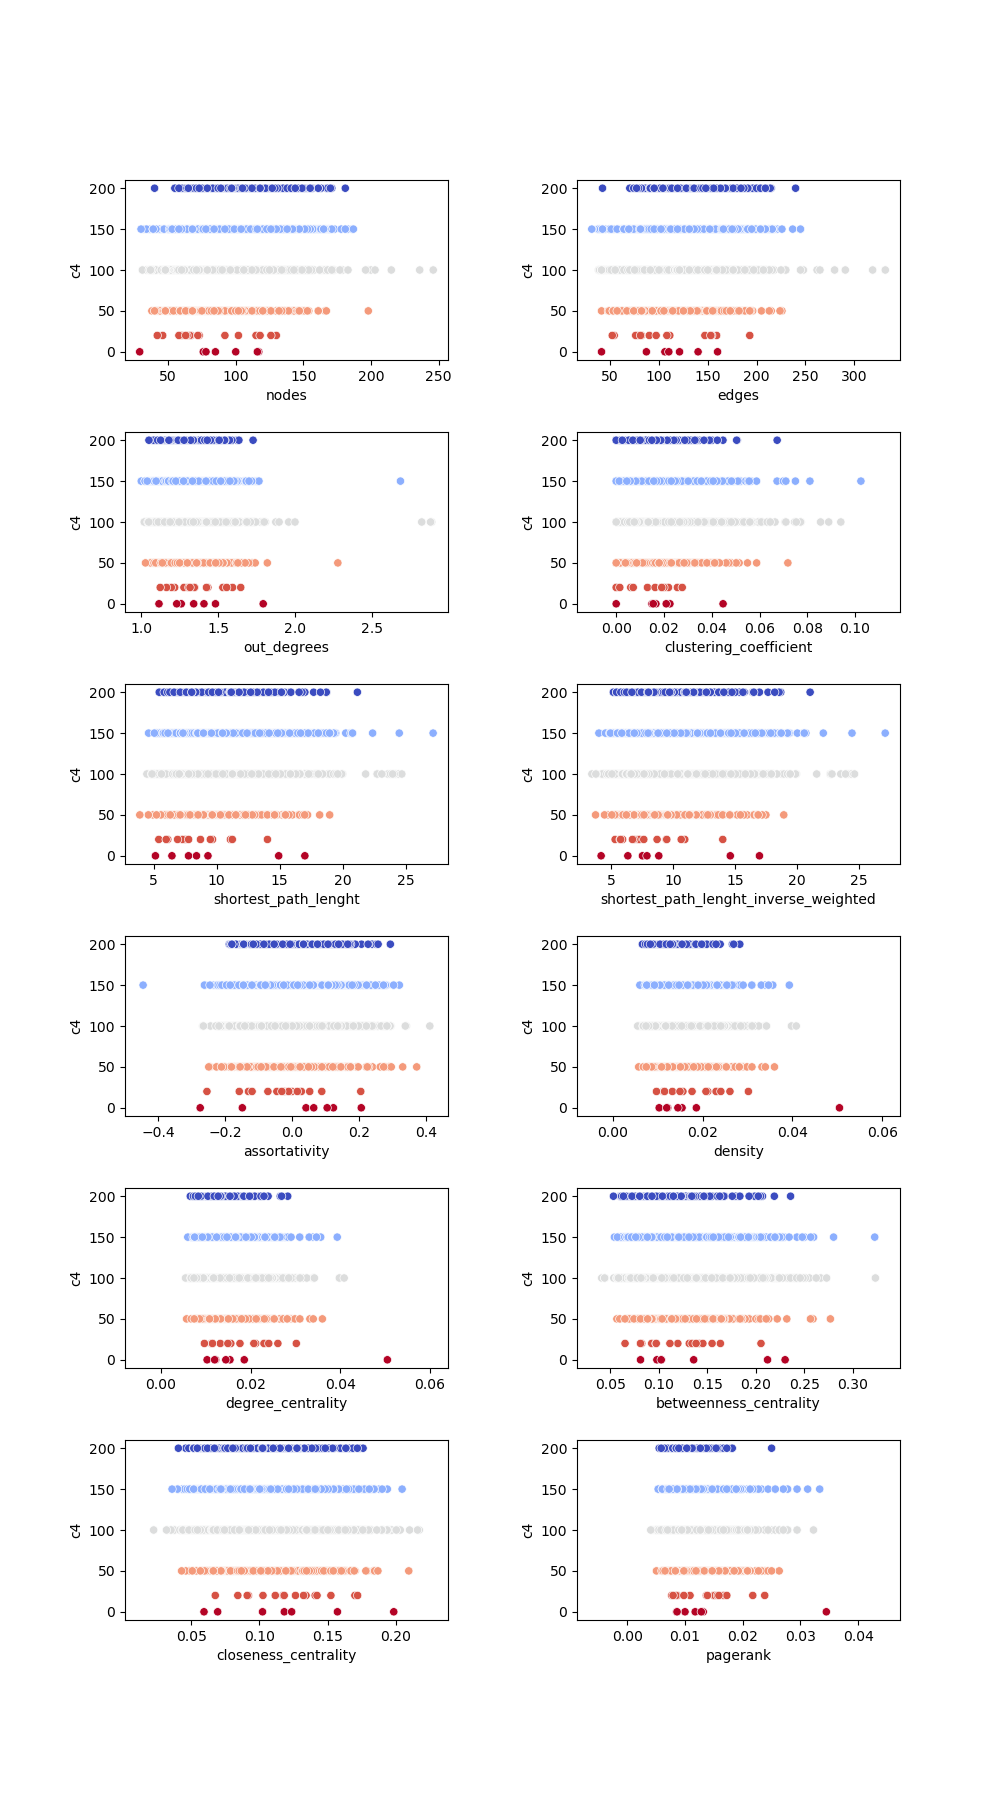 200
150
100
50
0
c4
50 100 150 200 250
nodes
200
150
100
50
0
c4
50 100 150 200 250 300
edges
200
150
100
50
0
c4
1.0 1.5 2.0 2.5
out_degrees
200
150
100
50
0
c4
0.00 0.02 0.04 0.06 0.08 0.10
clustering_coefficient
200
150
100
50
0
c4
5 10 15 20 25
shortest_path_lenght
200
150
100
50
0
c4
5 10 15 20 25
shortest_path_lenght_inverse_weighted
200
150
100
50
0
c4
−0.4 −0.2 0.0 0.2 0.4
assortativity
200
150
100
50
0
c4
0.00 0.02 0.04 0.06
density
200
150
100
50
0
c4
0.00 0.02 0.04 0.06
degree_centrality
200
150
100
50
0
c4
0.05 0.10 0.15 0.20 0.25 0.30
betweenness_centrality
200
150
100
50
0
c4
0.05 0.10 0.15 0.20
closeness_centrality
200
150
100
50
0
c4
0.00 0.01 0.02 0.03 0.04
pagerank